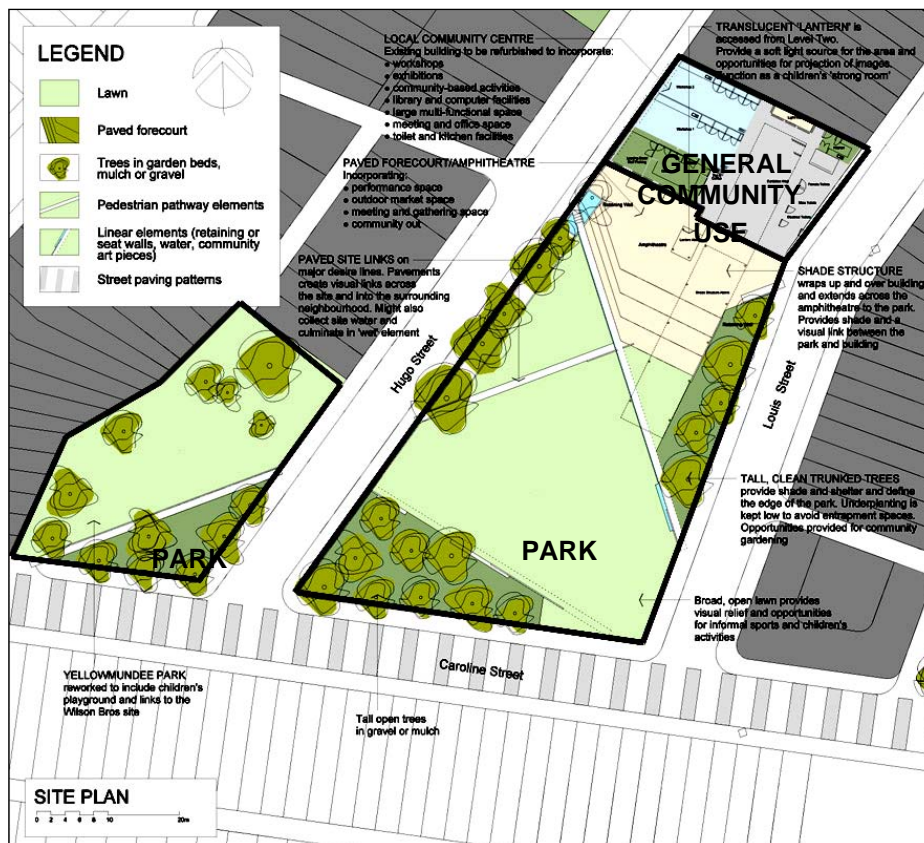 LEGEND
Lawn
Paved forecourt
Trees in garden beds,
mulch or gravel
Pedestrian pathway elements
Linear elements (retaining or
seat walls, water, community
art pieces)
Street paving patterns
LOCAL COMMUNITY CENTRE
Existing building to be refurbished to incorporate:
• workshops
• exhibitions
• community-based activities
• library and computer facilities
• large multi-functional space
• meeting and office space
• toilet and kitchen facilities
TRANSLUCENT 'LANTERN' is
accessed from Level Two.
Provide a soft light source for the area and
opportunities for projection of images.
Function as a children's 'strong room'
PAVED FORECOURT/AMPHITHEATRE
Incorporating:
• performance space
• outdoor market space
• meeting and gathering space
• community out
GENERAL
COMMUNITY
USE
Workshop 2
Workshop 1
Amphitheatre
PAVED SITE LINKS on
major desire lines. Pavements
create visual links across
the site and into the surrounding
neighbourhood. Might also
collect site water and
culminate in 'wet' element
SHADE STRUCTURE
wraps up and over building
and extends across the
amphitheatre to the park.
Provides shade and a
visual link between the
park and building
Hugo Street
Louis Street
TALL, CLEAN TRUNKED TREES
provide shade and shelter and define
the edge of the park. Underplanting is
kept low to avoid entrapment spaces.
Opportunities provided for community
gardening
PARK
PARK
Broad, open lawn provides
visual relief and opportunities
for informal sports and children's
activities
Caroline Street
YELLOWMUNDEE PARK
reworked to include children's
playground and links to the
Wilson Bros site
Tall open trees
in gravel or mulch
SITE PLAN
0 2 4 6 8 10 20m